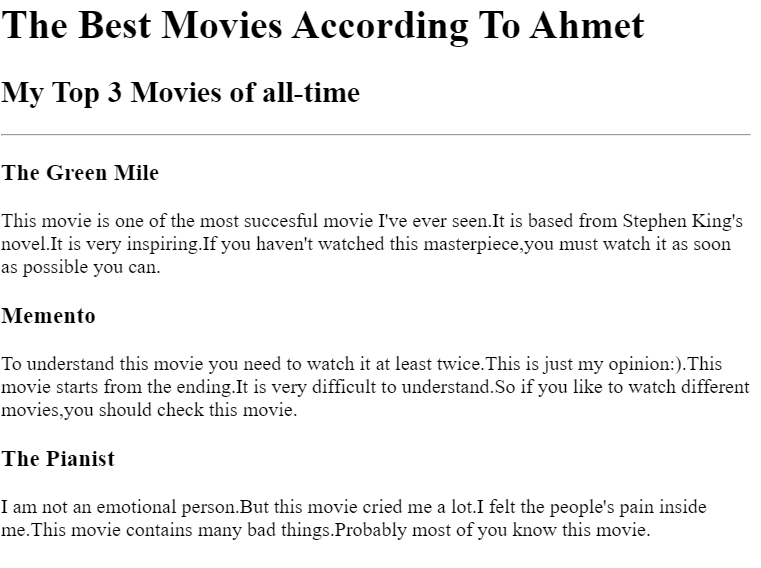 The Best Movies According To Ahmet
My Top 3 Movies of all-time
The Green Mile
This movie is one of the most succesful movie I've ever seen.It is based from Stephen King's
novel.It is very inspiring.If you haven't watched this masterpiece,you must watch it as soon
as possible you can.
Memento
To understand this movie you need to watch it at least twice.This is just my opinion:).This
movie starts from the ending.It is very difficult to understand.So if you like to watch different
movies,you should check this movie.
The Pianist
I am not an emotional person.But this movie cried me a lot.I felt the people's pain inside
me.This movie contains many bad things.Probably most of you know this movie.